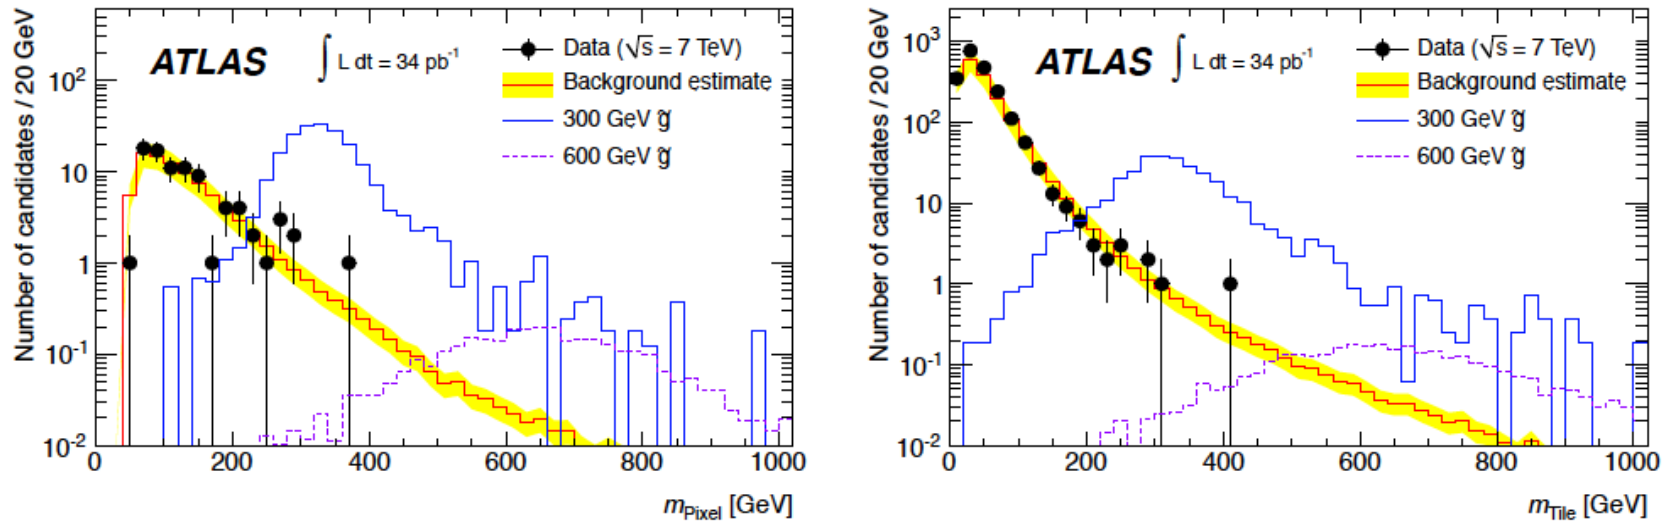 ATLAS ∫ L dt = 34 pb⁻¹
Data (√s = 7 TeV)
Background estimate
300 GeV g̃
600 GeV g̃
Number of candidates / 20 GeV
10²
10
1
10⁻¹
10⁻²
0 200 400 600 800 1000
m_Pixel [GeV]
ATLAS ∫ L dt = 34 pb⁻¹
Data (√s = 7 TeV)
Background estimate
300 GeV g̃
600 GeV g̃
Number of candidates / 20 GeV
10³
10²
10
1
10⁻¹
10⁻²
0 200 400 600 800 1000
m_Tile [GeV]